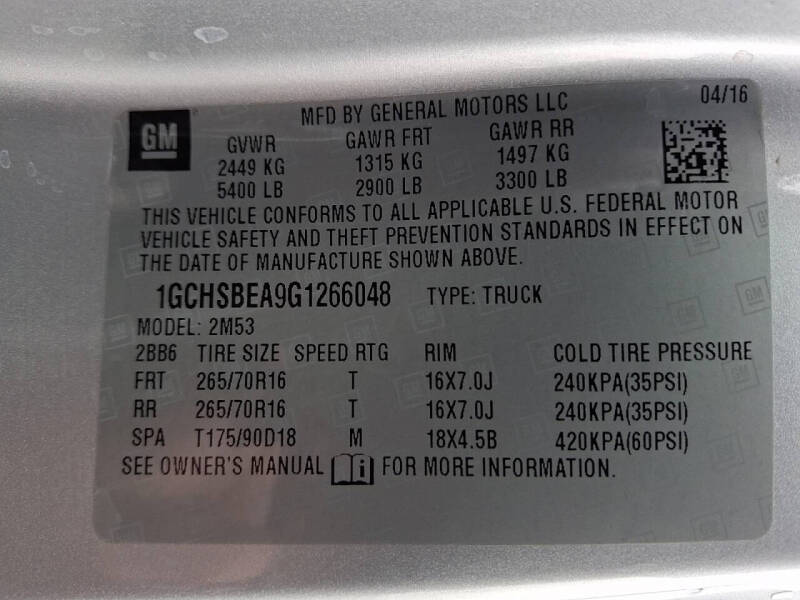 GM
MFD BY GENERAL MOTORS LLC 04/16
GVWR GAWR FRT GAWR RR
2449 KG 1315 KG 1497 KG
5400 LB 2900 LB 3300 LB
THIS VEHICLE CONFORMS TO ALL APPLICABLE U.S. FEDERAL MOTOR
VEHICLE SAFETY AND THEFT PREVENTION STANDARDS IN EFFECT ON
THE DATE OF MANUFACTURE SHOWN ABOVE.
1GCHSBEA9G1266048 TYPE: TRUCK
MODEL: 2M53
2BB6 TIRE SIZE SPEED RTG RIM COLD TIRE PRESSURE
FRT 265/70R16 T 16X7.0J 240KPA(35PSI)
RR 265/70R16 T 16X7.0J 240KPA(35PSI)
SPA T175/90D18 M 18X4.5B 420KPA(60PSI)
SEE OWNER'S MANUAL i FOR MORE INFORMATION.